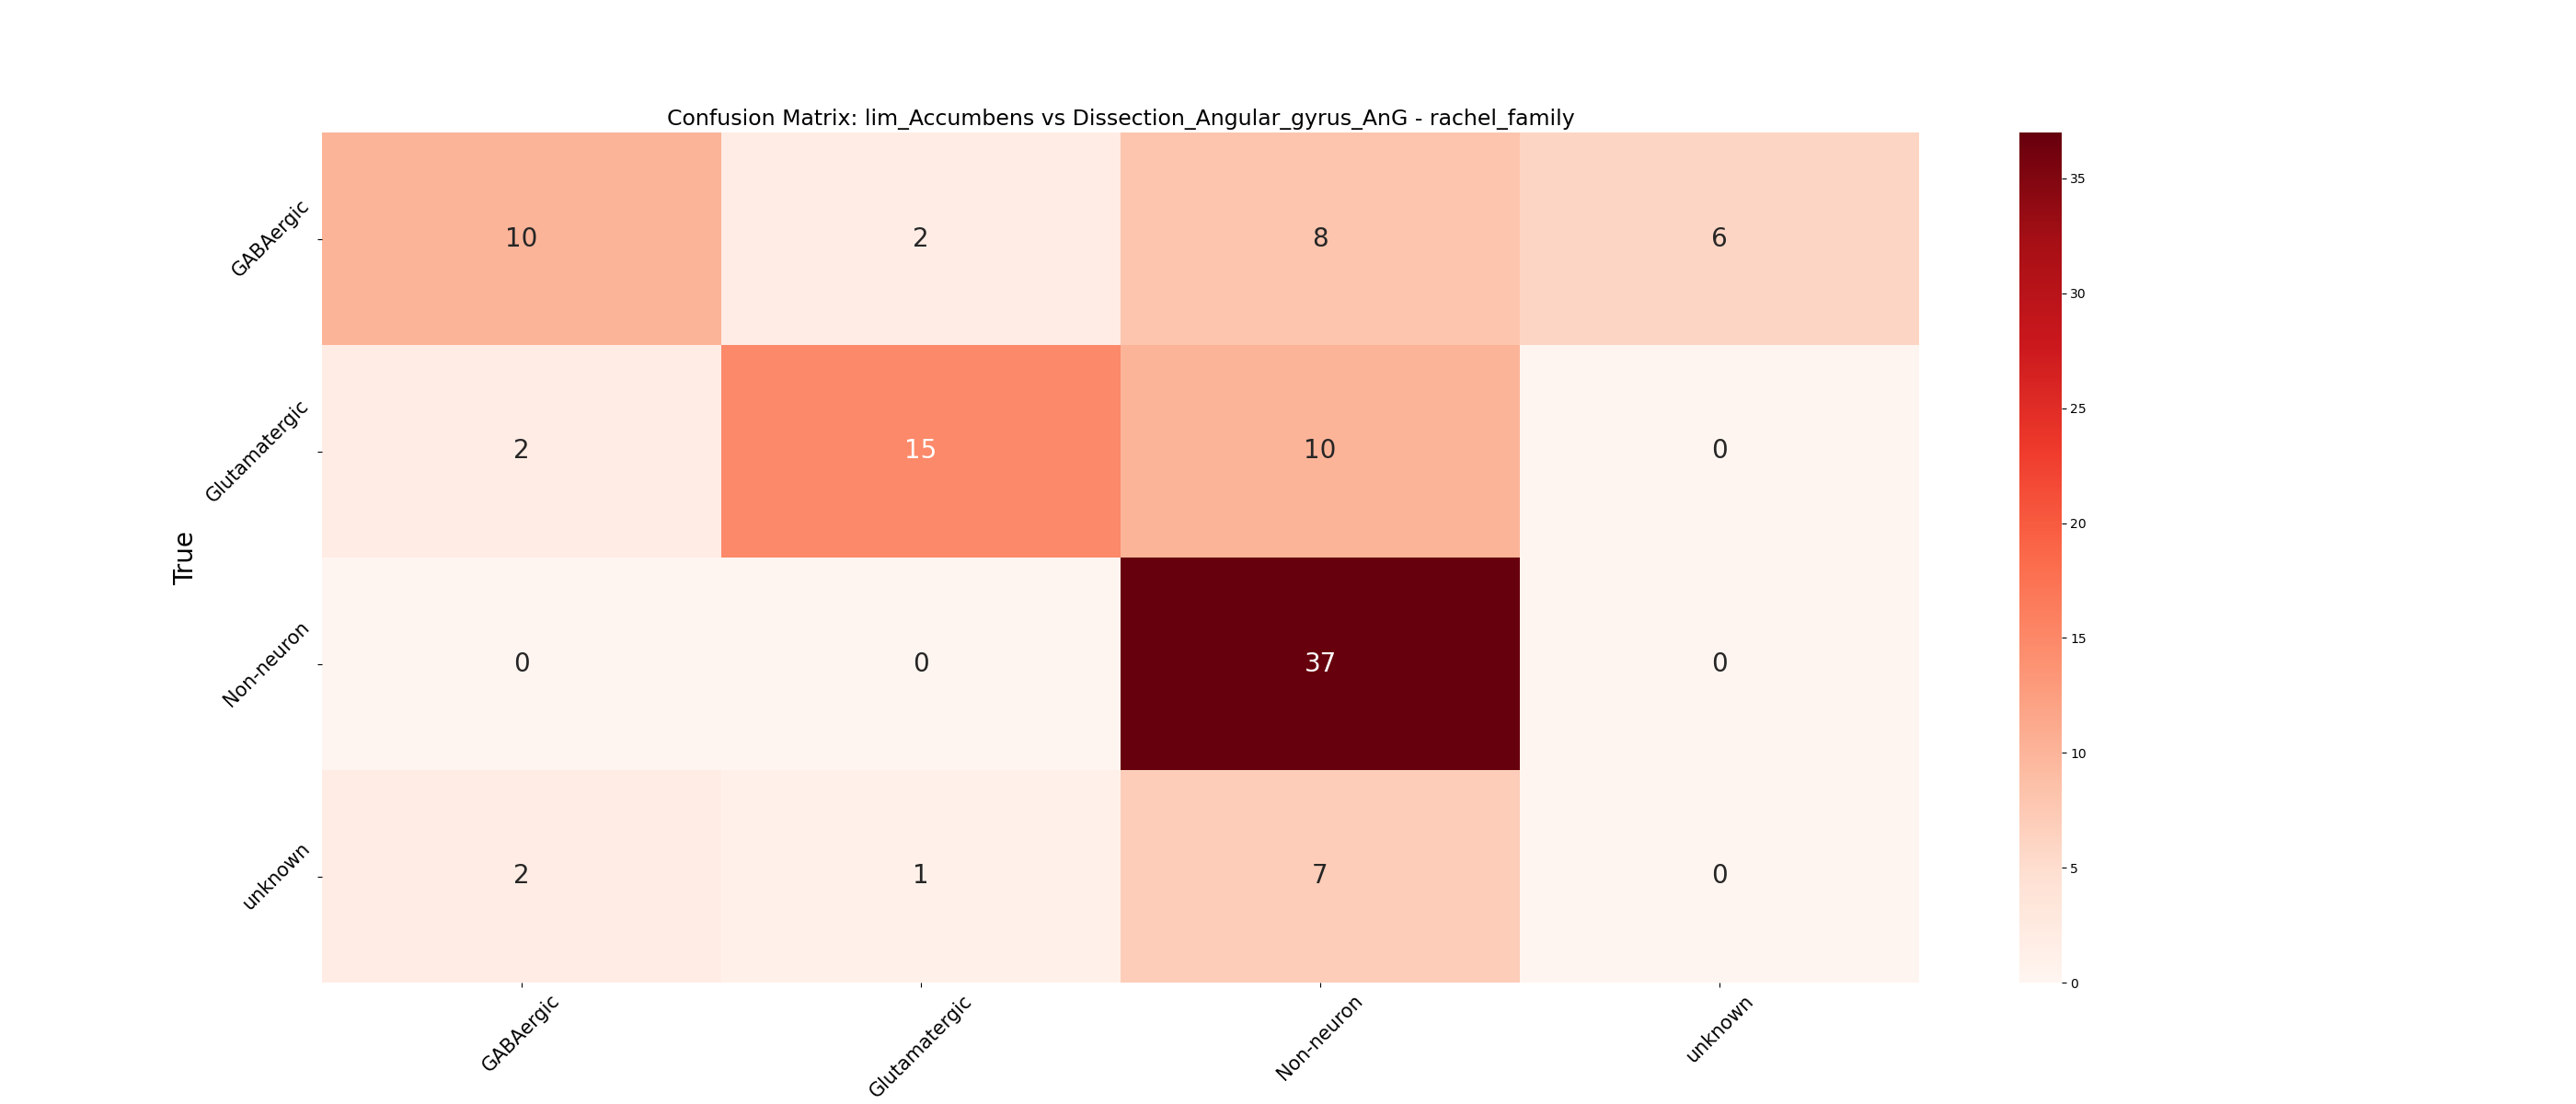 Confusion Matrix: lim_Accumbens vs Dissection_Angular_gyrus_AnG - rachel_family
True
GABAergic
10 2 8 6
Glutamatergic
2 15 10 0
Non-neuron
0 0 37 0
unknown
2 1 7 0
GABAergic Glutamatergic Non-neuron unknown
35
30
25
20
15
10
5
0